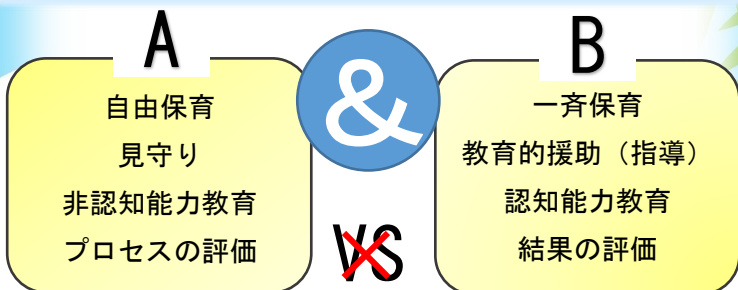 A
自由保育
見守り
非認知能力教育
プロセスの評価
&
VS
B
一斉保育
教育的援助（指導）
認知能力教育
結果の評価